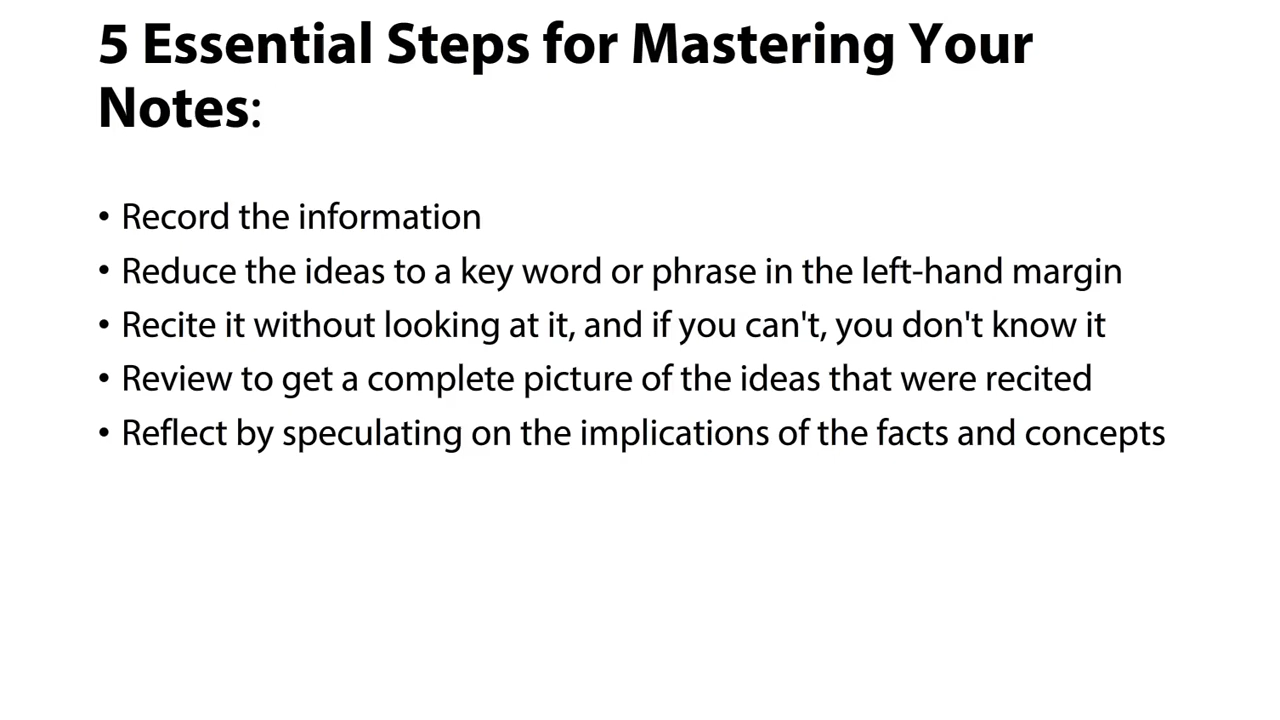 5 Essential Steps for Mastering Your
Notes:
• Record the information
• Reduce the ideas to a key word or phrase in the left-hand margin
• Recite it without looking at it, and if you can't, you don't know it
• Review to get a complete picture of the ideas that were recited
• Reflect by speculating on the implications of the facts and concepts